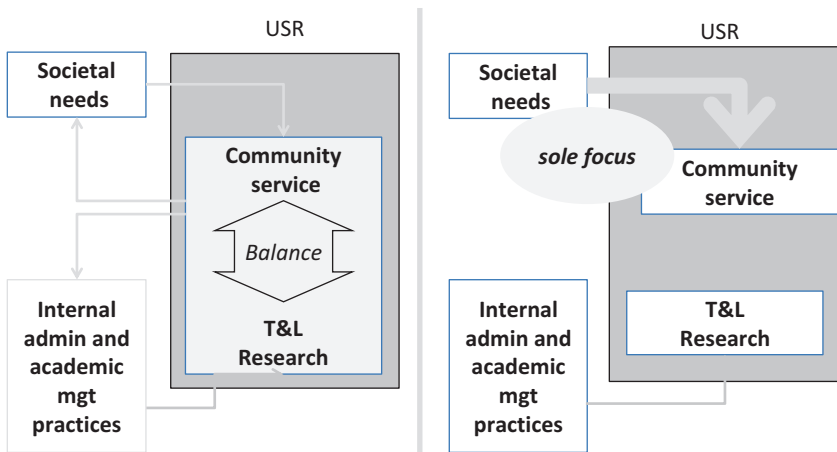 USR
Societal
needs
Community
service
Balance
T&L
Research
Internal
admin and
academic
mgt
practices
USR
Societal
needs
sole focus
Community
service
T&L
Research
Internal
admin and
academic
mgt
practices